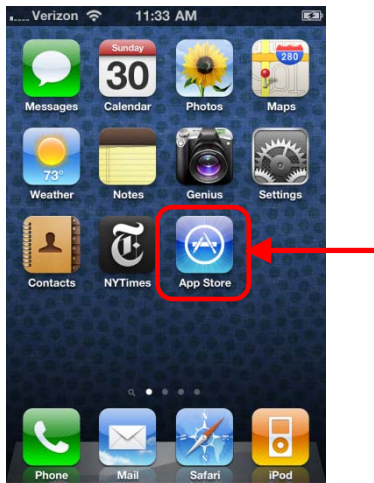 Verizon 11:33 AM
Sunday
30
280
Messages Calendar Photos Maps
73°
Weather Notes Genius Settings
Contacts NYTimes App Store
Phone Mail Safari iPod